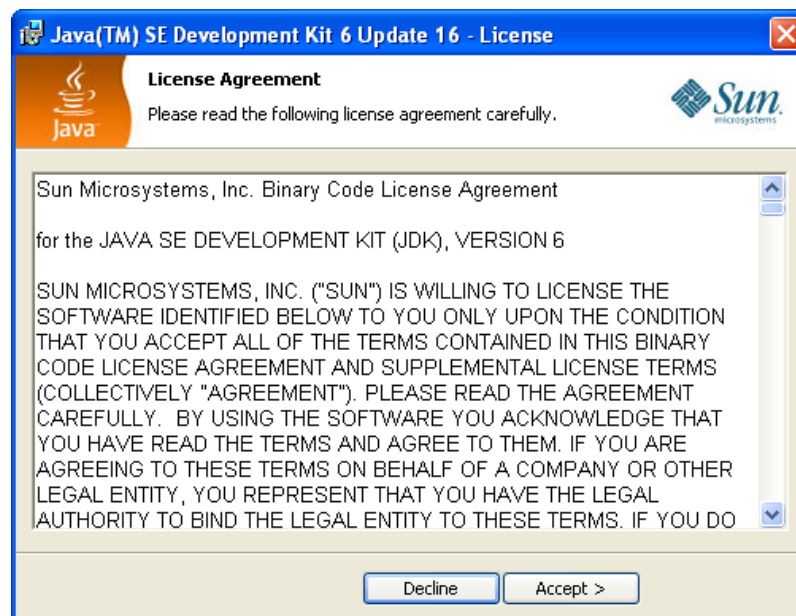 Java(TM) SE Development Kit 6 Update 16 - License
License Agreement
Please read the following license agreement carefully.
Java
Sun
microsystems
Sun Microsystems, Inc. Binary Code License Agreement
for the JAVA SE DEVELOPMENT KIT (JDK), VERSION 6
SUN MICROSYSTEMS, INC. ("SUN") IS WILLING TO LICENSE THE
SOFTWARE IDENTIFIED BELOW TO YOU ONLY UPON THE CONDITION
THAT YOU ACCEPT ALL OF THE TERMS CONTAINED IN THIS BINARY
CODE LICENSE AGREEMENT AND SUPPLEMENTAL LICENSE TERMS
(COLLECTIVELY "AGREEMENT"). PLEASE READ THE AGREEMENT
CAREFULLY.  BY USING THE SOFTWARE YOU ACKNOWLEDGE THAT
YOU HAVE READ THE TERMS AND AGREE TO THEM. IF YOU ARE
AGREEING TO THESE TERMS ON BEHALF OF A COMPANY OR OTHER
LEGAL ENTITY, YOU REPRESENT THAT YOU HAVE THE LEGAL
AUTHORITY TO BIND THE LEGAL ENTITY TO THESE TERMS. IF YOU DO
Decline
Accept >